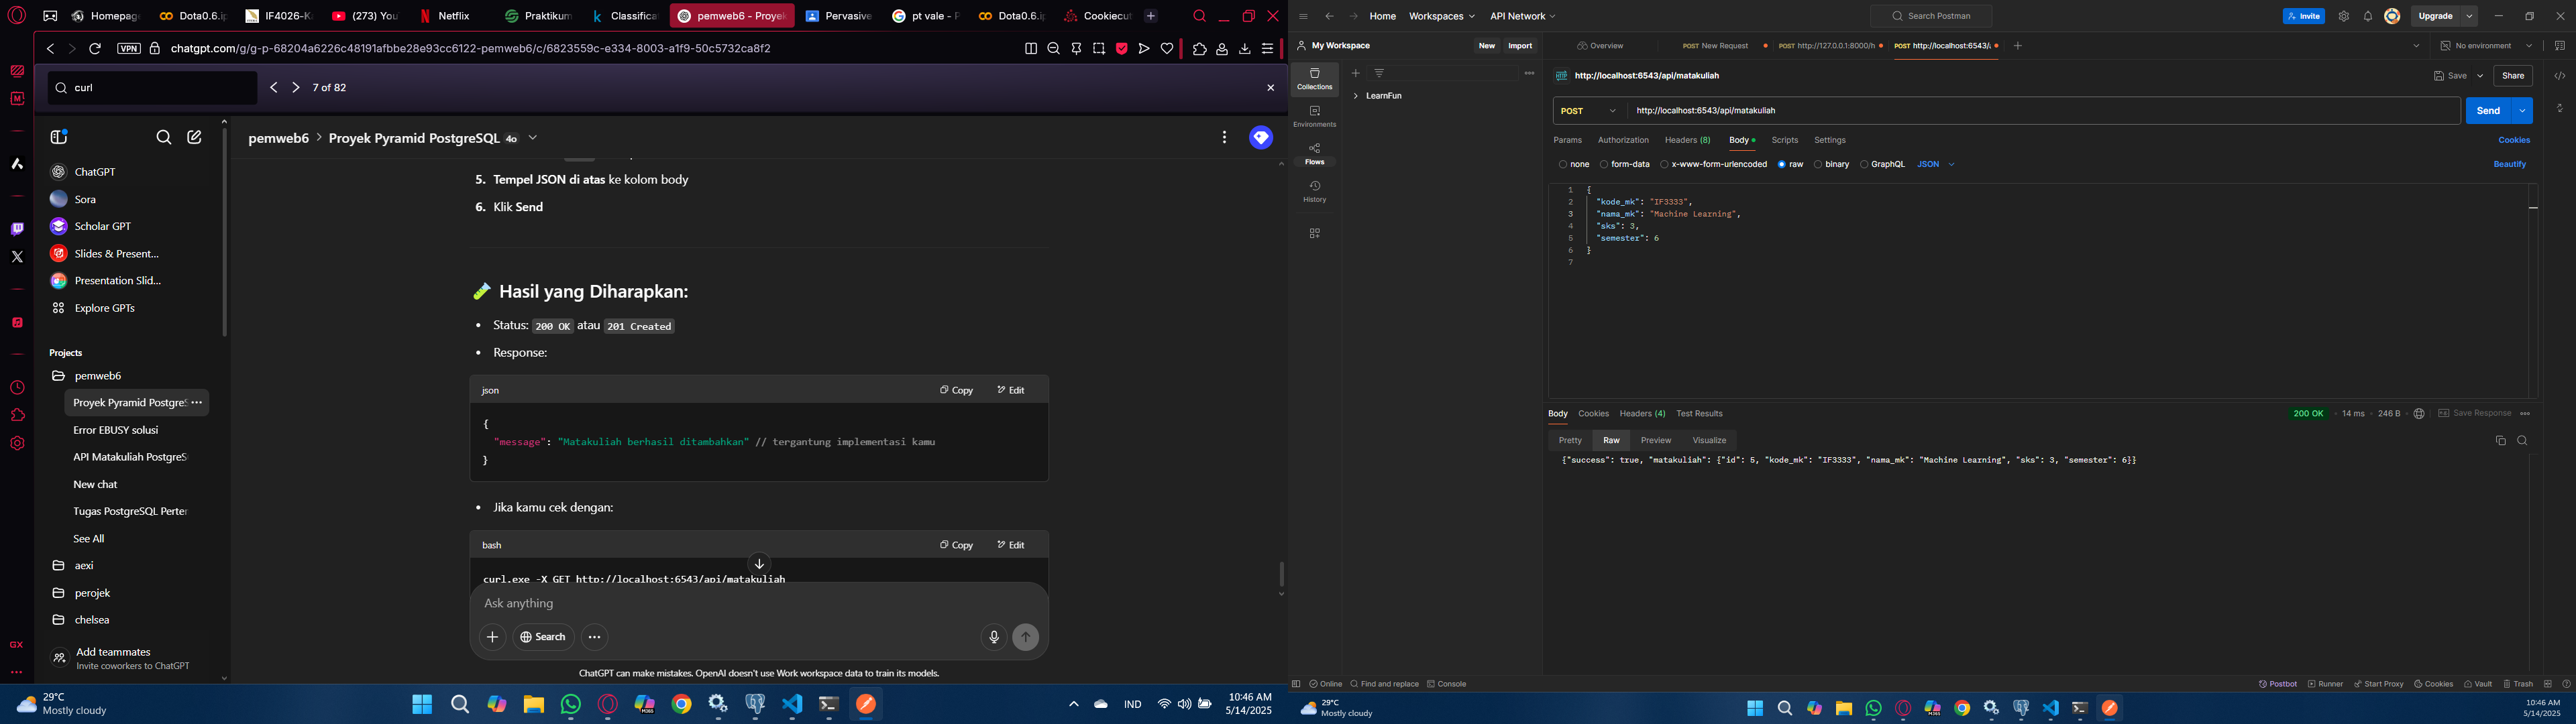 Homepage
Dota0.6.ip
IF4026-Ka
(273) You
Netflix
Praktikum
Classificat
pemweb6 - Proyek
Pervasive
pt vale - P
Dota0.6.ip
Cookiecut
VPN
chatgpt.com/g/g-p-68204a6226c48191afbbe28e93cc6122-pemweb6/c/6823559c-e334-8003-a1f9-50c5732ca8f2
curl
7 of 82
ChatGPT
Sora
Scholar GPT
Slides & Present...
Presentation Slid...
Explore GPTs
Projects
pemweb6
Proyek Pyramid PostgreS
Error EBUSY solusi
API Matakuliah PostgreS
New chat
Tugas PostgreSQL Perter
See All
aexi
perojek
chelsea
Add teammates
Invite coworkers to ChatGPT
GX
pemweb6 > Proyek Pyramid PostgreSQL 4o
5. Tempel JSON di atas ke kolom body
6. Klik Send
Hasil yang Diharapkan:
• Status: 200 OK atau 201 Created
• Response:
json
Copy
Edit
{
"message": "Matakuliah berhasil ditambahkan" // tergantung implementasi kamu
}
• Jika kamu cek dengan:
bash
Copy
Edit
curl.exe -X GET http://localhost:6543/api/matakuliah
Ask anything
Search
ChatGPT can make mistakes. OpenAI doesn't use Work workspace data to train its models.
29°C
Mostly cloudy
IND
10:46 AM
5/14/2025
Home
Workspaces
API Network
Search Postman
Invite
Upgrade
My Workspace
New
Import
Overview
POST New Request
POST http://127.0.0.1:8000/h
POST http://localhost:6543/a
No environment
Collections
Environments
Flows
History
LearnFun
HTTP
http://localhost:6543/api/matakuliah
Save
Share
POST
http://localhost:6543/api/matakuliah
Send
Params
Authorization
Headers (8)
Body
Scripts
Settings
Cookies
none
form-data
x-www-form-urlencoded
raw
binary
GraphQL
JSON
Beautify
1 {
2 "kode_mk": "IF3333",
3 "nama_mk": "Machine Learning",
4 "sks": 3,
5 "semester": 6
6 }
7
Body
Cookies
Headers (4)
Test Results
200 OK
14 ms
246 B
Save Response
Pretty
Raw
Preview
Visualize
{"success": true, "matakuliah": {"id": 5, "kode_mk": "IF3333", "nama_mk": "Machine Learning", "sks": 3, "semester": 6}}
Online
Find and replace
Console
Postbot
Runner
Start Proxy
Cookies
Vault
Trash
29°C
Mostly cloudy
10:46 AM
5/14/2025